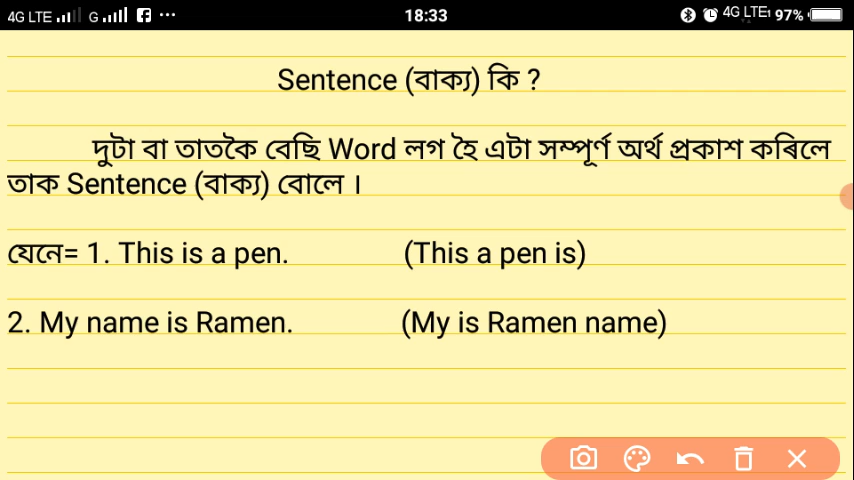 4G LTE G ... 18:33 4G LTE 97%
Sentence (বাক্য) কি ?
দুটা বা তাতকৈ বেছি Word লগ হৈ এটা সম্পূৰ্ণ অৰ্থ প্ৰকাশ কৰিলে
তাক Sentence (বাক্য) বোলে ।
যেনে= 1. This is a pen. (This a pen is)
2. My name is Ramen. (My is Ramen name)